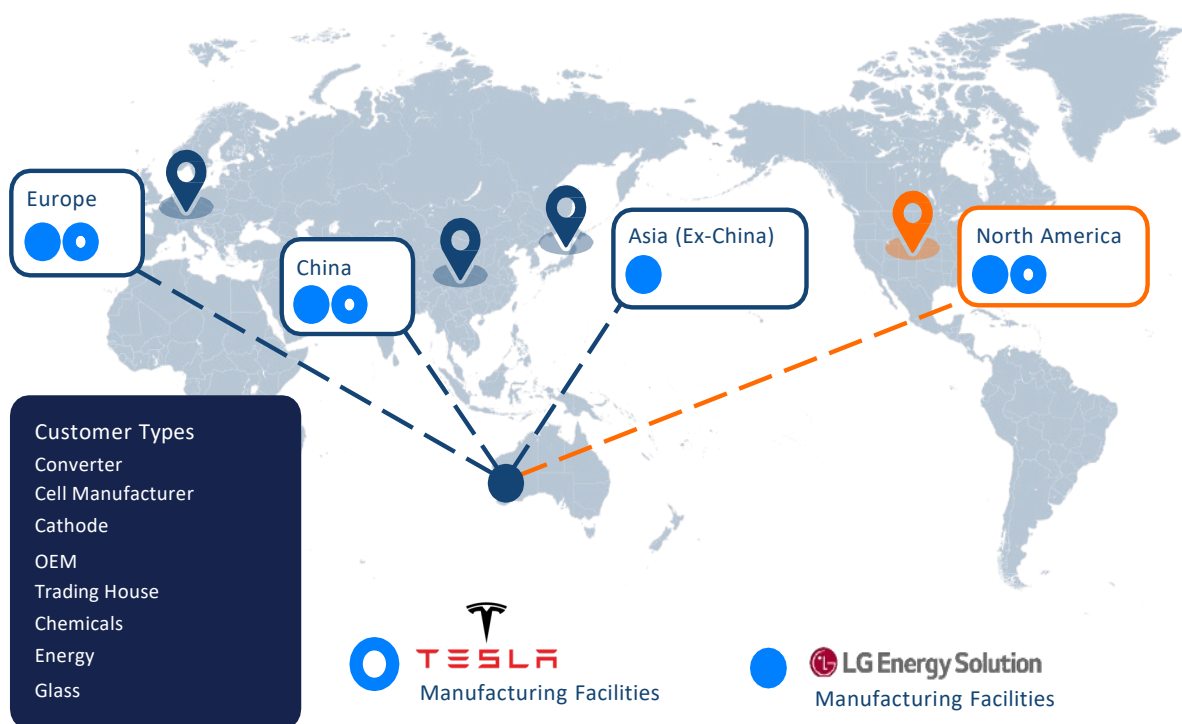 Europe
China
Asia (Ex-China)
North America
Customer Types
Converter
Cell Manufacturer
Cathode
OEM
Trading House
Chemicals
Energy
Glass
TESLA
Manufacturing Facilities
LG LG Energy Solution
Manufacturing Facilities